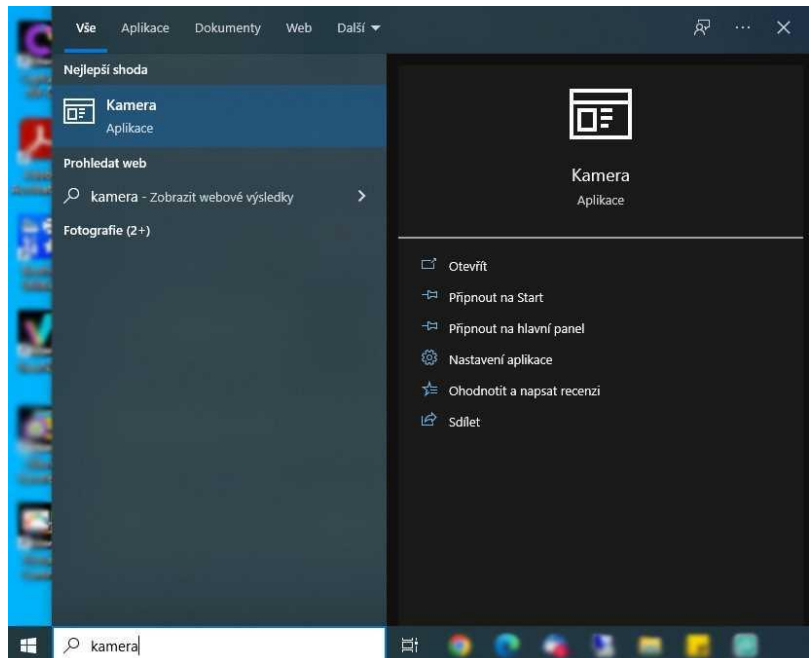 Vše Aplikace Dokumenty Web Další
Nejlepší shoda
Kamera
Aplikace
Prohledat web
kamera - Zobrazit webové výsledky
Fotografie (2+)
Kamera
Aplikace
Otevřít
Připnout na Start
Připnout na hlavní panel
Nastavení aplikace
Ohodnotit a napsat recenzi
Sdílet
kamera